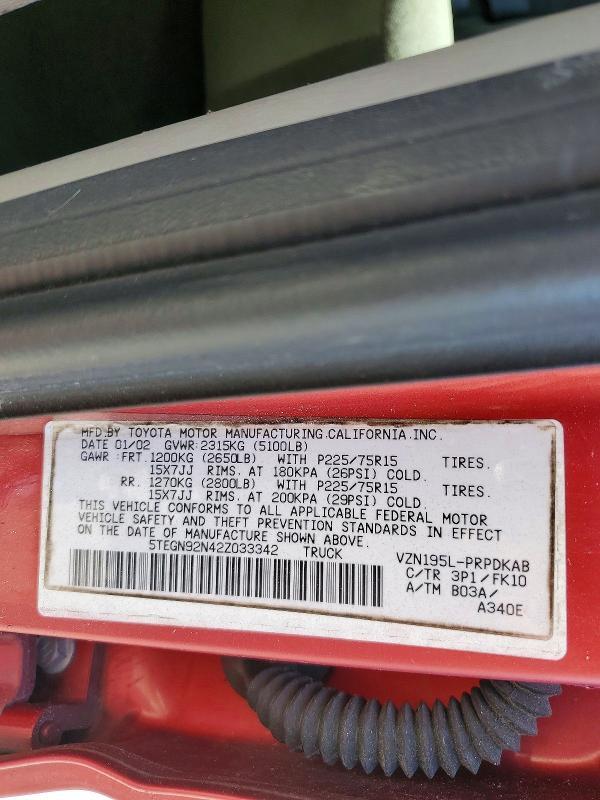 MFD.BY TOYOTA MOTOR MANUFACTURING.CALIFORNIA.INC.
DATE 01/02 GVWR:2315KG (5100LB)
GAWR:FRT.1200KG (2650LB) WITH P225/75R15 TIRES.
15X7JJ RIMS. AT 180KPA (26PSI) COLD.
RR. 1270KG (2800LB) WITH P225/75R15 TIRES.
15X7JJ RIMS. AT 200KPA (29PSI) COLD.
THIS VEHICLE CONFORMS TO ALL APPLICABLE FEDERAL MOTOR
VEHICLE SAFETY AND THEFT PREVENTION STANDARDS IN EFFECT
ON THE DATE OF MANUFACTURE SHOWN ABOVE.
5TEGN92N42Z033342 TRUCK
VZN195L-PRPDKAB
C/TR 3P1/FK10
A/TM B03A/
A340E